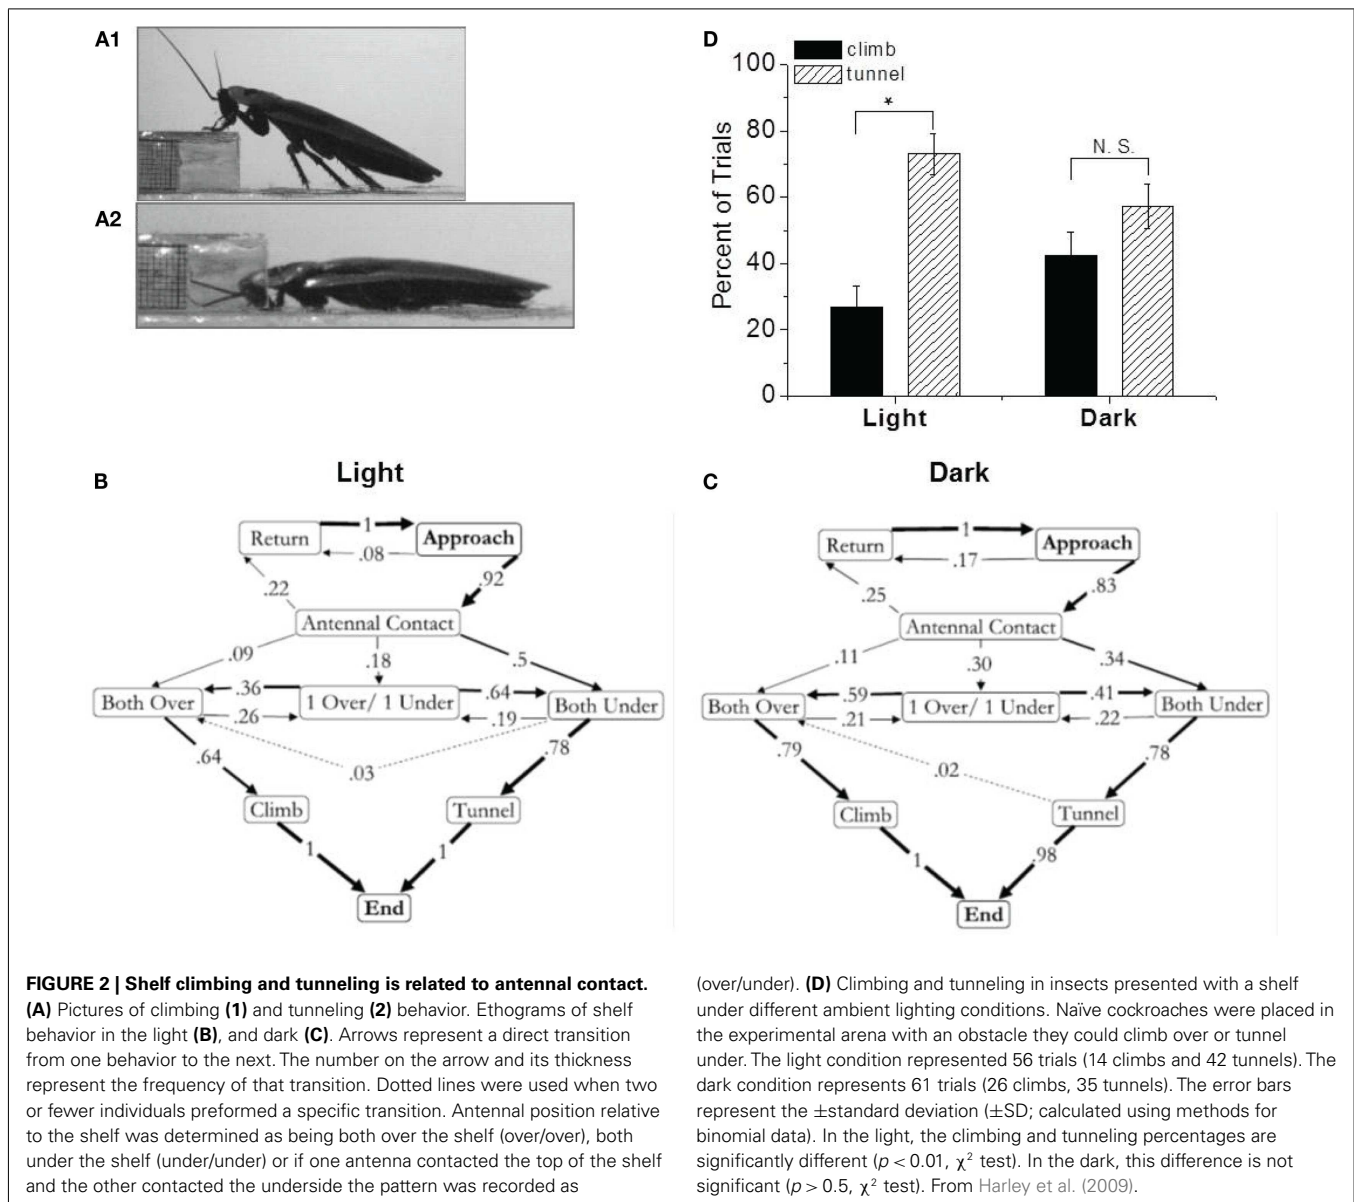 A1
A2
D
climb
tunnel
100
80
60
40
20
0
Percent of Trials
*
N. S.
Light
Dark
B
Light
Return
1
Approach
.08
.22
.92
Antennal Contact
.09
.18
.5
Both Over
.36
1 Over/ 1 Under
.64
Both Under
.26
.19
.64
.03
.78
Climb
Tunnel
1
1
End
C
Dark
Return
1
Approach
.17
.25
.83
Antennal Contact
.11
.30
.34
Both Over
.59
1 Over/ 1 Under
.41
Both Under
.21
.22
.79
.02
.78
Climb
Tunnel
1
.98
End
FIGURE 2 | Shelf climbing and tunneling is related to antennal contact.
(A) Pictures of climbing (1) and tunneling (2) behavior. Ethograms of shelf
behavior in the light (B), and dark (C). Arrows represent a direct transition
from one behavior to the next. The number on the arrow and its thickness
represent the frequency of that transition. Dotted lines were used when two
or fewer individuals preformed a specific transition. Antennal position relative
to the shelf was determined as being both over the shelf (over/over), both
under the shelf (under/under) or if one antenna contacted the top of the shelf
and the other contacted the underside the pattern was recorded as
(over/under). (D) Climbing and tunneling in insects presented with a shelf
under different ambient lighting conditions. Naïve cockroaches were placed in
the experimental arena with an obstacle they could climb over or tunnel
under. The light condition represented 56 trials (14 climbs and 42 tunnels). The
dark condition represents 61 trials (26 climbs, 35 tunnels). The error bars
represent the ±standard deviation (±SD; calculated using methods for
binomial data). In the light, the climbing and tunneling percentages are
significantly different (p < 0.01, χ² test). In the dark, this difference is not
significant (p > 0.5, χ² test). From Harley et al. (2009).